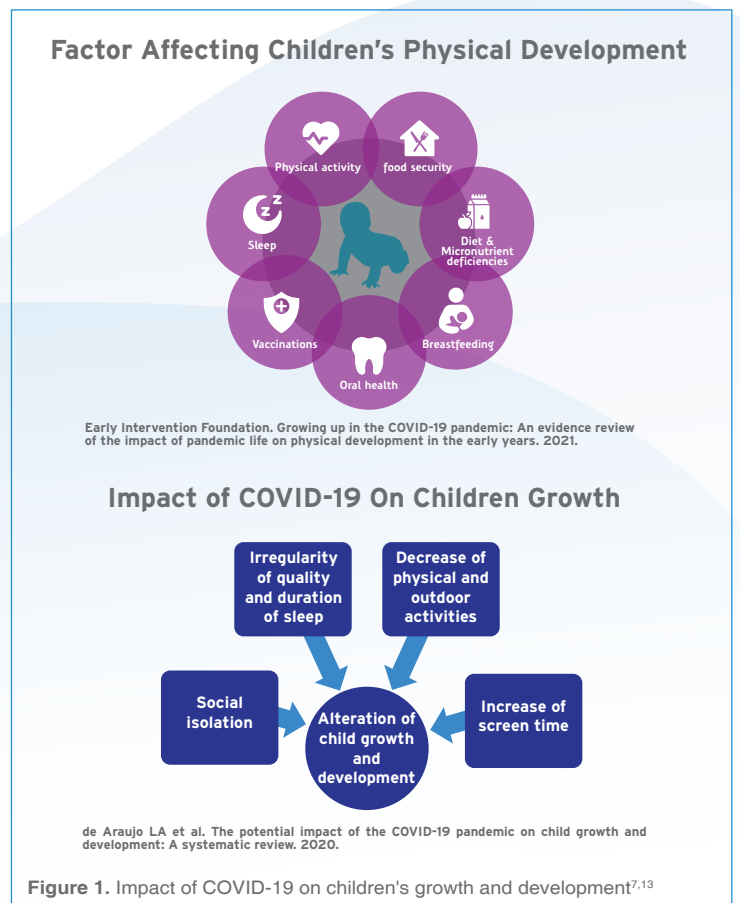 Factor Affecting Children's Physical Development
Physical activity
food security
Sleep
z z
Diet &
Micronutrient
deficiencies
Vaccinations
Breastfeeding
Oral health
Early Intervention Foundation. Growing up in the COVID-19 pandemic: An evidence review
of the impact of pandemic life on physical development in the early years. 2021.
Impact of COVID-19 On Children Growth
Irregularity
of quality
and duration
of sleep
Decrease of
physical and
outdoor
activities
Social
isolation
Increase of
screen time
Alteration of
child growth
and
development
de Araujo LA et al. The potential impact of the COVID-19 pandemic on child growth and
development: A systematic review. 2020.
Figure 1. Impact of COVID-19 on children's growth and development7,13